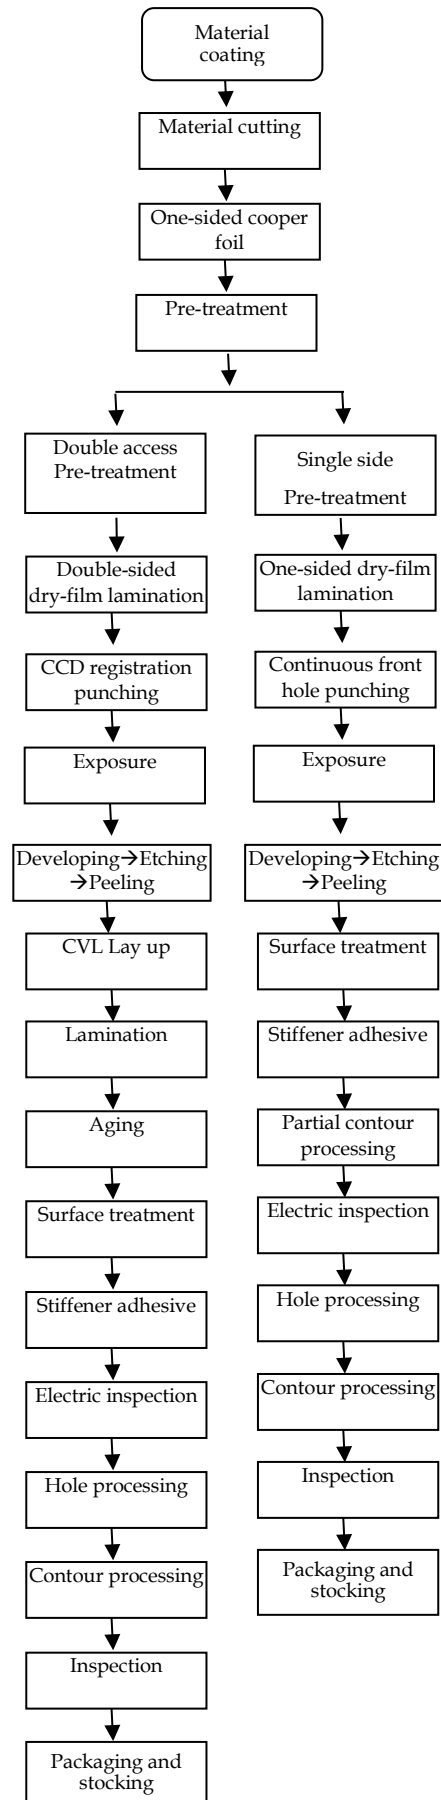 Material
coating
Material cutting
One-sided cooper
foil
Pre-treatment
Double access
Pre-treatment
Double-sided
dry-film lamination
CCD registration
punching
Exposure
Developing→Etching
→Peeling
CVL Lay up
Lamination
Aging
Surface treatment
Stiffener adhesive
Electric inspection
Hole processing
Contour processing
Inspection
Packaging and
stocking
Single side
Pre-treatment
One-sided dry-film
lamination
Continuous front
hole punching
Exposure
Developing→Etching
→Peeling
Surface treatment
Stiffener adhesive
Partial contour
processing
Electric inspection
Hole processing
Contour processing
Inspection
Packaging and
stocking